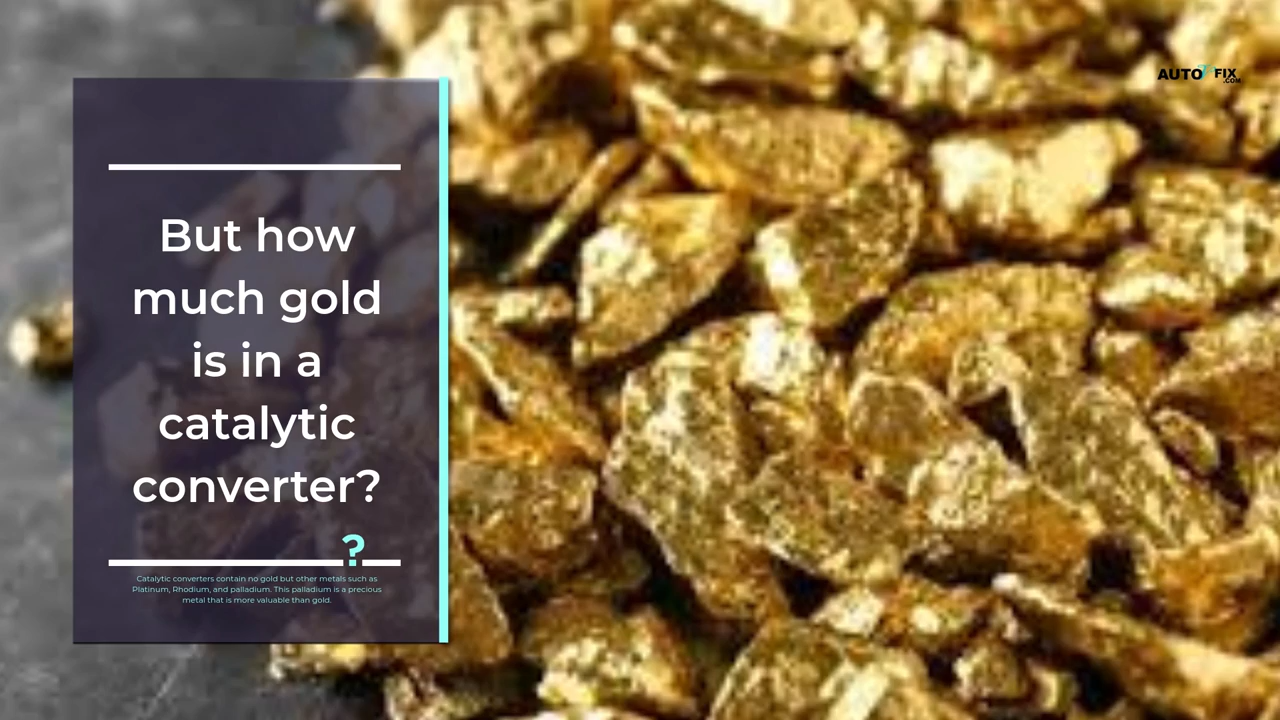 AUTO FIX
.COM
But how
much gold
is in a
catalytic
converter?
?
Catalytic converters contain no gold but other metals such as
Platinum, Rhodium, and palladium. This palladium is a precious
metal that is more valuable than gold.